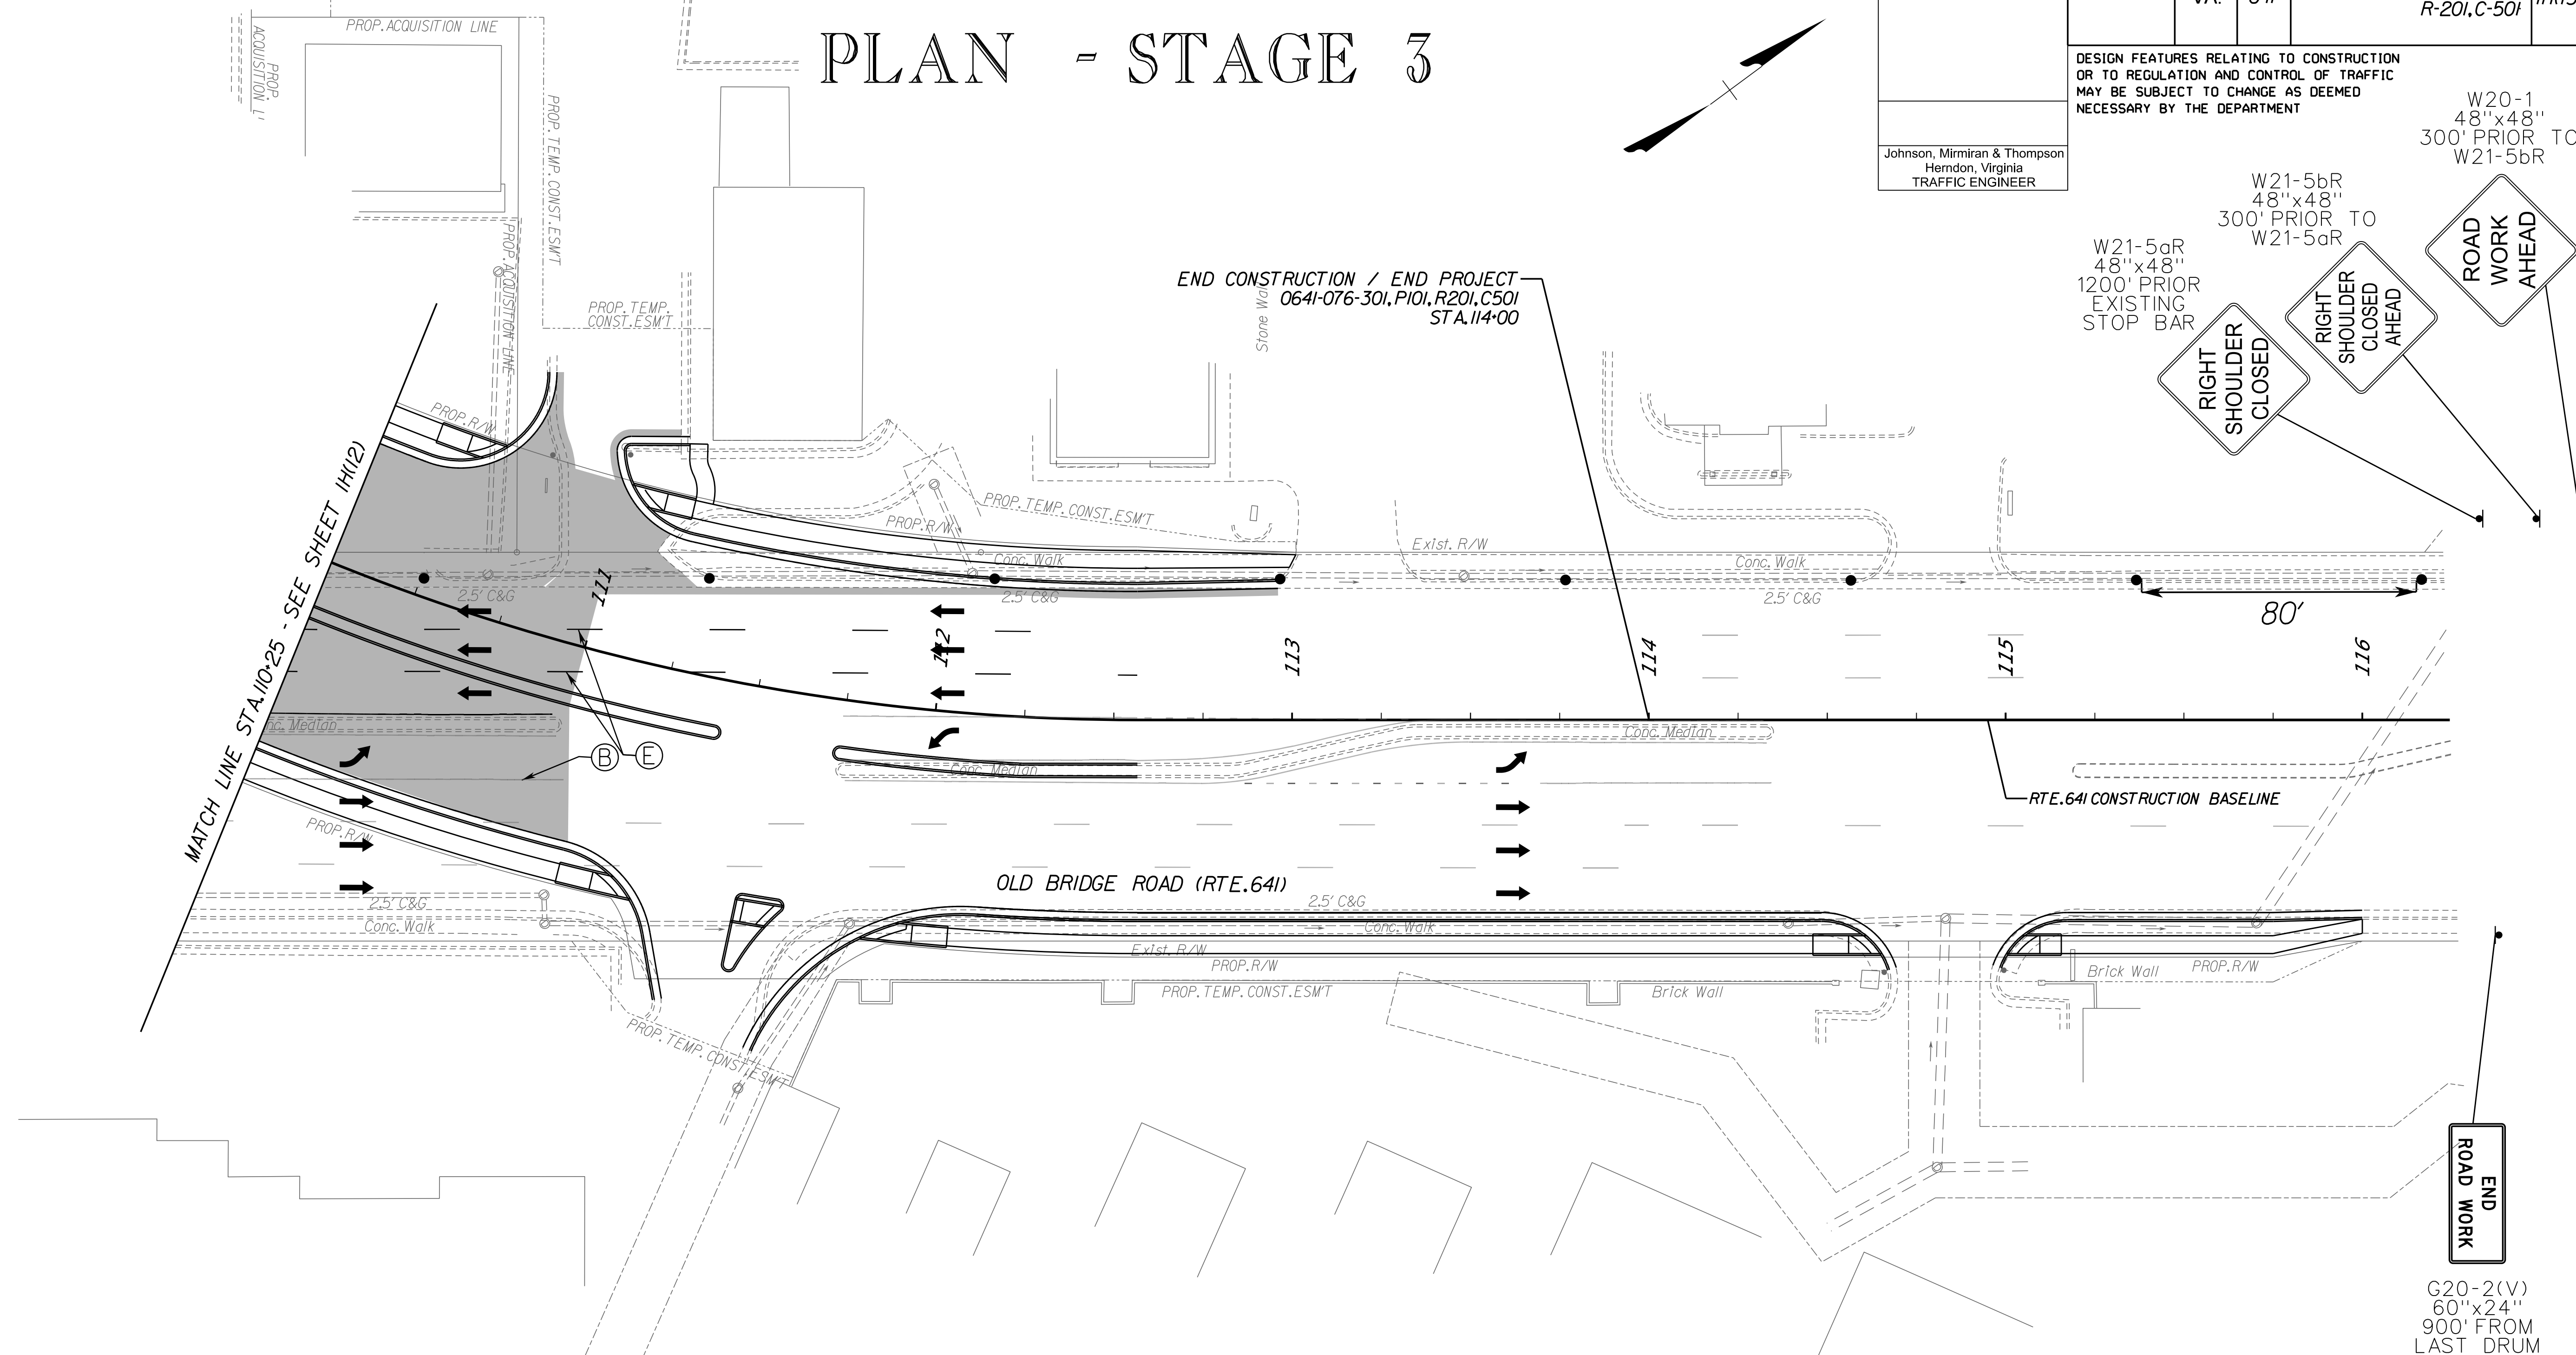 PLAN - STAGE 3
PROP. ACQUISITION LINE
PROP.
PROP. TEMP. CONST. ESM'T
PROP. ACQUISITION LINE
PROP. TEMP.
CONST. ESM'T
VA.
R-201, C-501
DESIGN FEATURES RELATING TO CONSTRUCTION
OR TO REGULATION AND CONTROL OF TRAFFIC
MAY BE SUBJECT TO CHANGE AS DEEMED
NECESSARY BY THE DEPARTMENT
Johnson, Mirmiran & Thompson
Herndon, Virginia
TRAFFIC ENGINEER
W20-1
48"x48"
300' PRIOR TO
W21-5bR
W21-5bR
48"x48"
300' PRIOR TO
W21-5aR
W21-5aR
48"x48"
1200' PRIOR
EXISTING
STOP BAR
ROAD
WORK
AHEAD
RIGHT
SHOULDER
CLOSED
AHEAD
RIGHT
SHOULDER
CLOSED
END CONSTRUCTION / END PROJECT
0641-076-301, P101, R201, C501
STA. 114+00
Stone Wall
MATCH LINE STA. 110+25 - SEE SHEET 1H(12)
PROP. R/W
PROP. R/W
PROP. TEMP. CONST. ESM'T
Conc. Walk
Exist. R/W
Conc. Walk
2.5' C&G
2.5' C&G
2.5' C&G
80'
111
112
113
114
115
116
Conc. Median
Conc. Median
Conc. Median
B
E
RTE. 641 CONSTRUCTION BASELINE
PROP. R/W
OLD BRIDGE ROAD (RTE. 641)
2.5' C&G
Conc. Walk
2.5' C&G
Conc. Walk
Exist. R/W
PROP. R/W
PROP. TEMP. CONST. ESM'T
Brick Wall
Brick Wall
PROP. R/W
PROP. TEMP. CONST. ESM'T
END
ROAD WORK
G20-2(V)
60"x24"
900' FROM
LAST DRUM